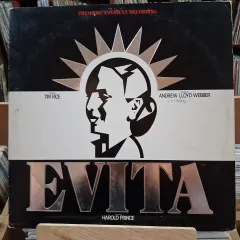 PREMIERE AMERICAN RECORDING
TIM RICE
ANDREW LLOYD WEBBER
EVITA
HAROLD PRINCE